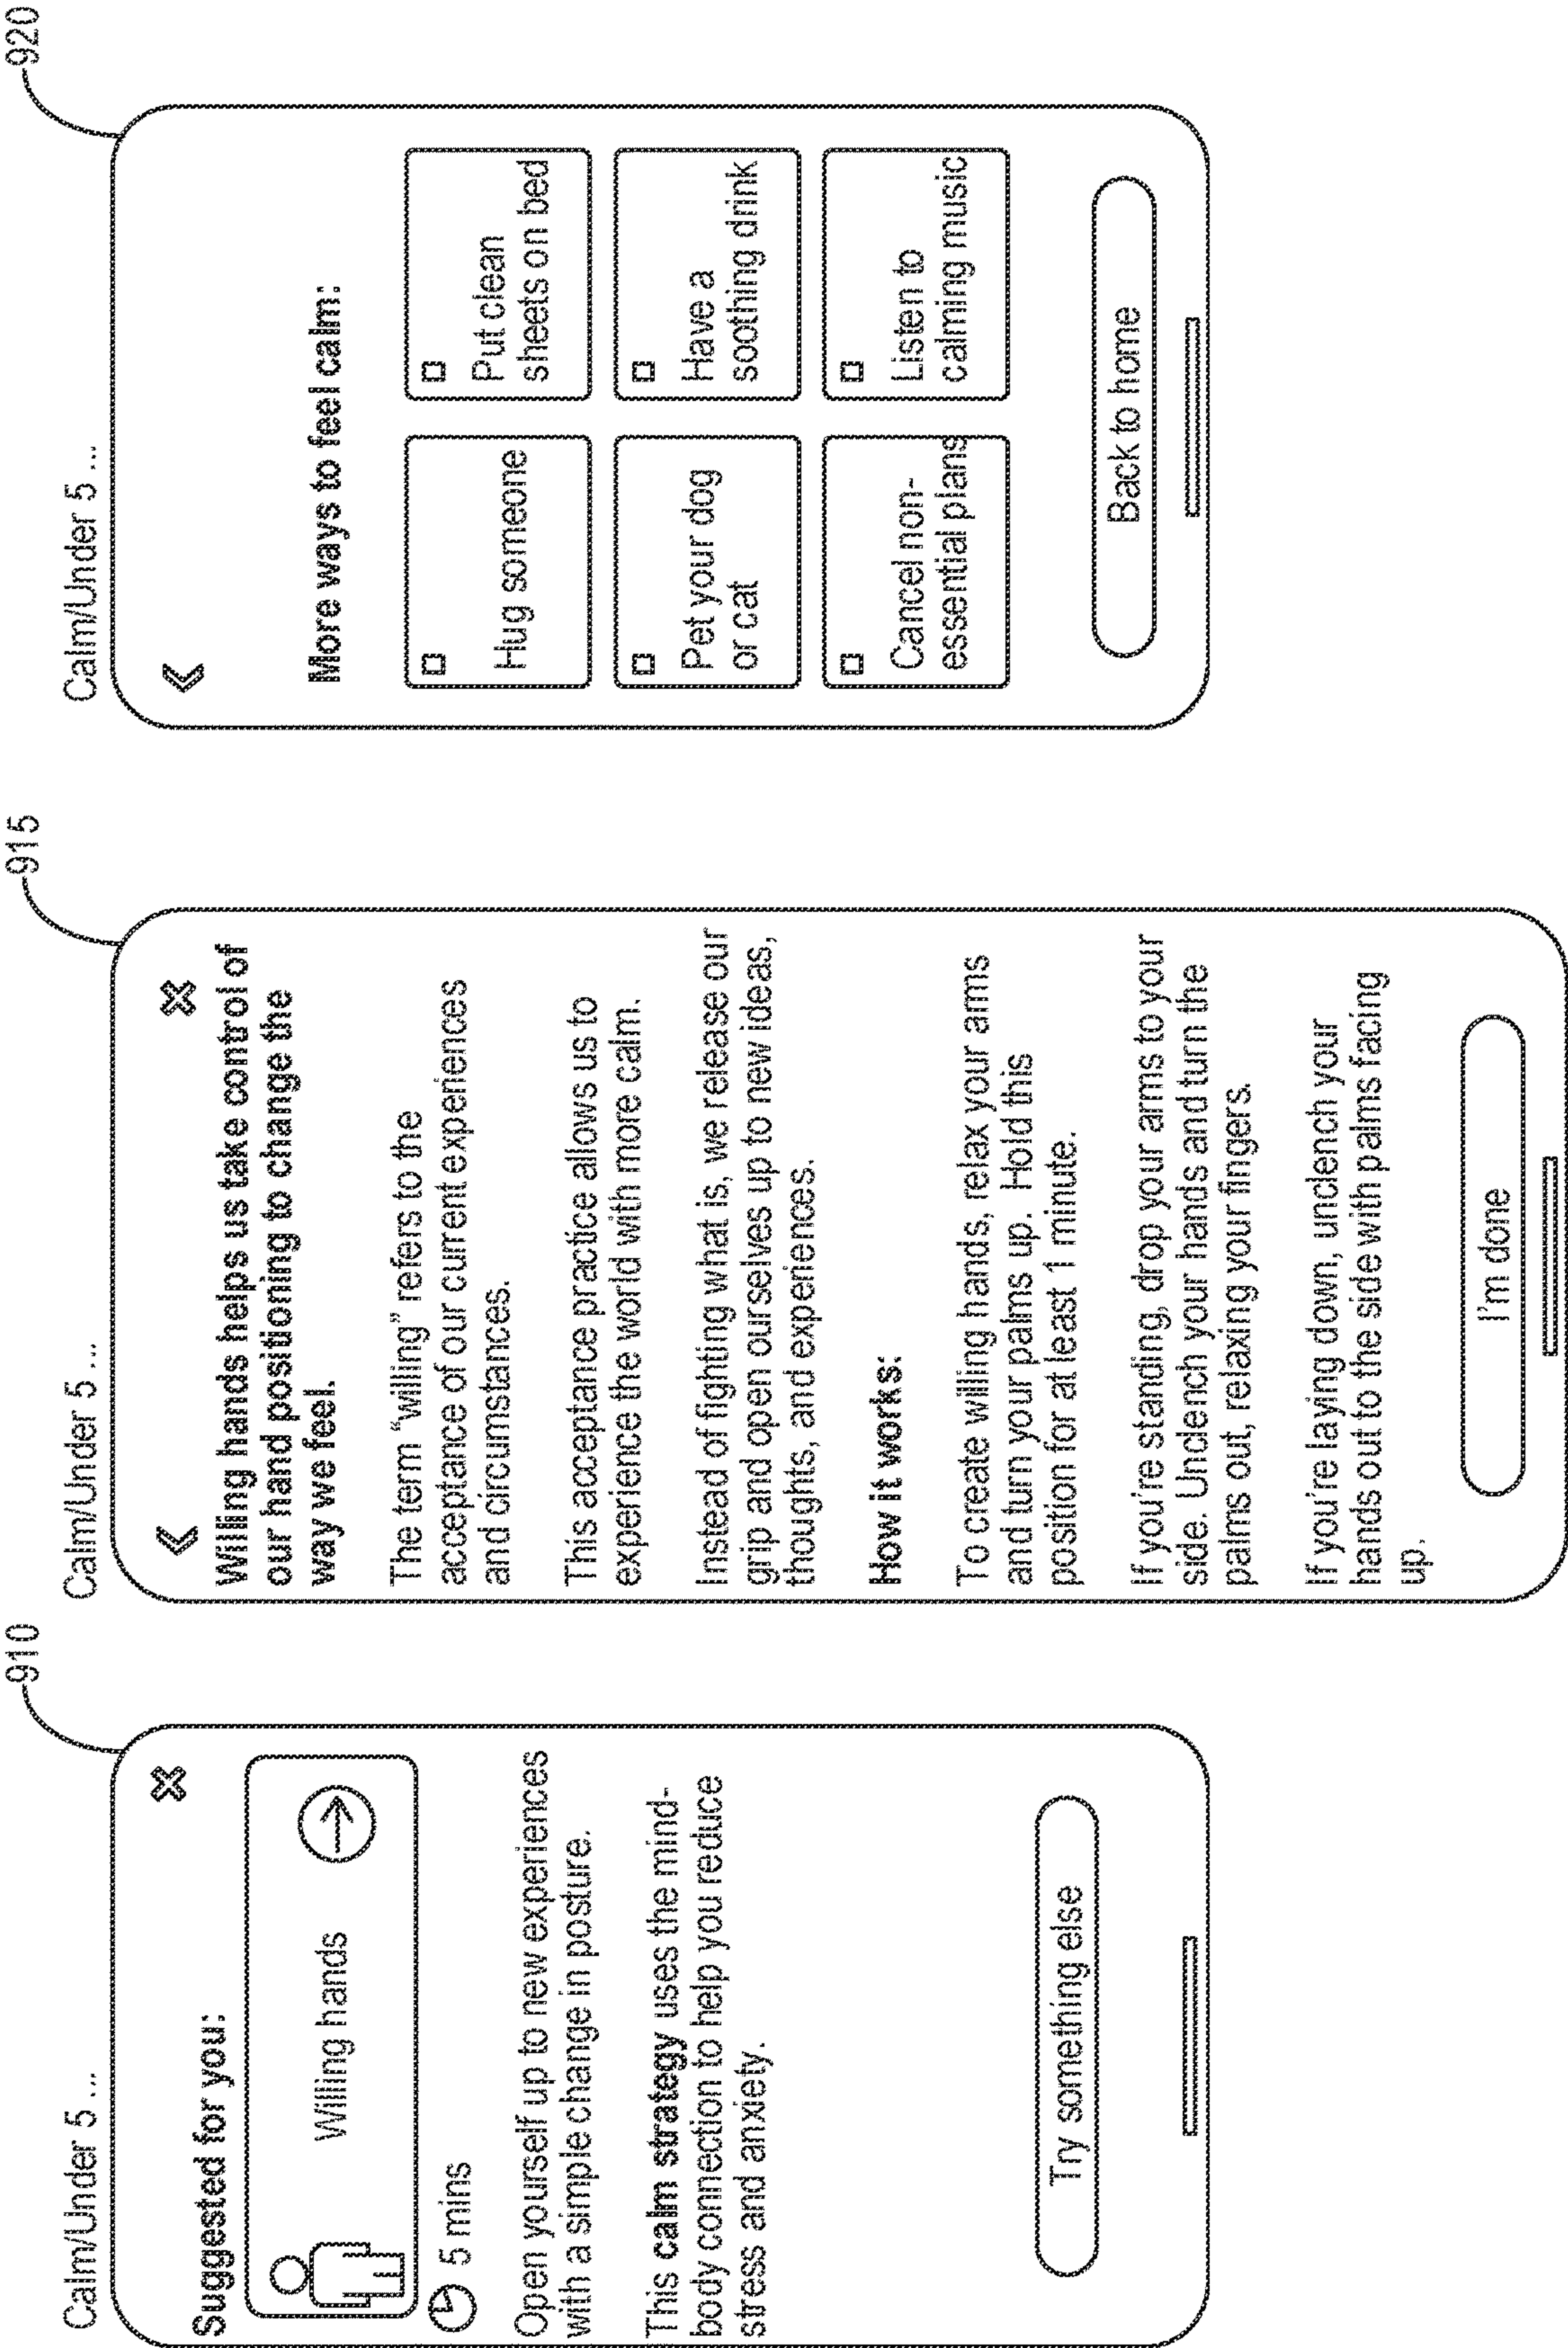 910
Calm/Under 5 ...
Suggested for you:
Willing hands
5 mins
Open yourself up to new experiences
with a simple change in posture.
This calm strategy uses the mind-
body connection to help you reduce
stress and anxiety.
Try something else
915
Calm/Under 5 ...
Willing hands helps us take control of
our hand positioning to change the
way we feel.
The term “willing” refers to the
acceptance of our current experiences
and circumstances.
This acceptance practice allows us to
experience the world with more calm.
Instead of fighting what is, we release our
grip and open ourselves up to new ideas,
thoughts, and experiences.
How it works:
To create willing hands, relax your arms
and turn your palms up. Hold this
position for at least 1 minute.
If you're standing, drop your arms to your
side. Unclench your hands and turn the
palms out, relaxing your fingers.
If you're laying down, unclench your
hands out to the side with palms facing
up.
I'm done
920
Calm/Under 5 ...
More ways to feel calm:
Hug someone
Put clean
sheets on bed
Pet your dog
or cat
Have a
soothing drink
Cancel non-
essential plans
Listen to
calming music
Back to home